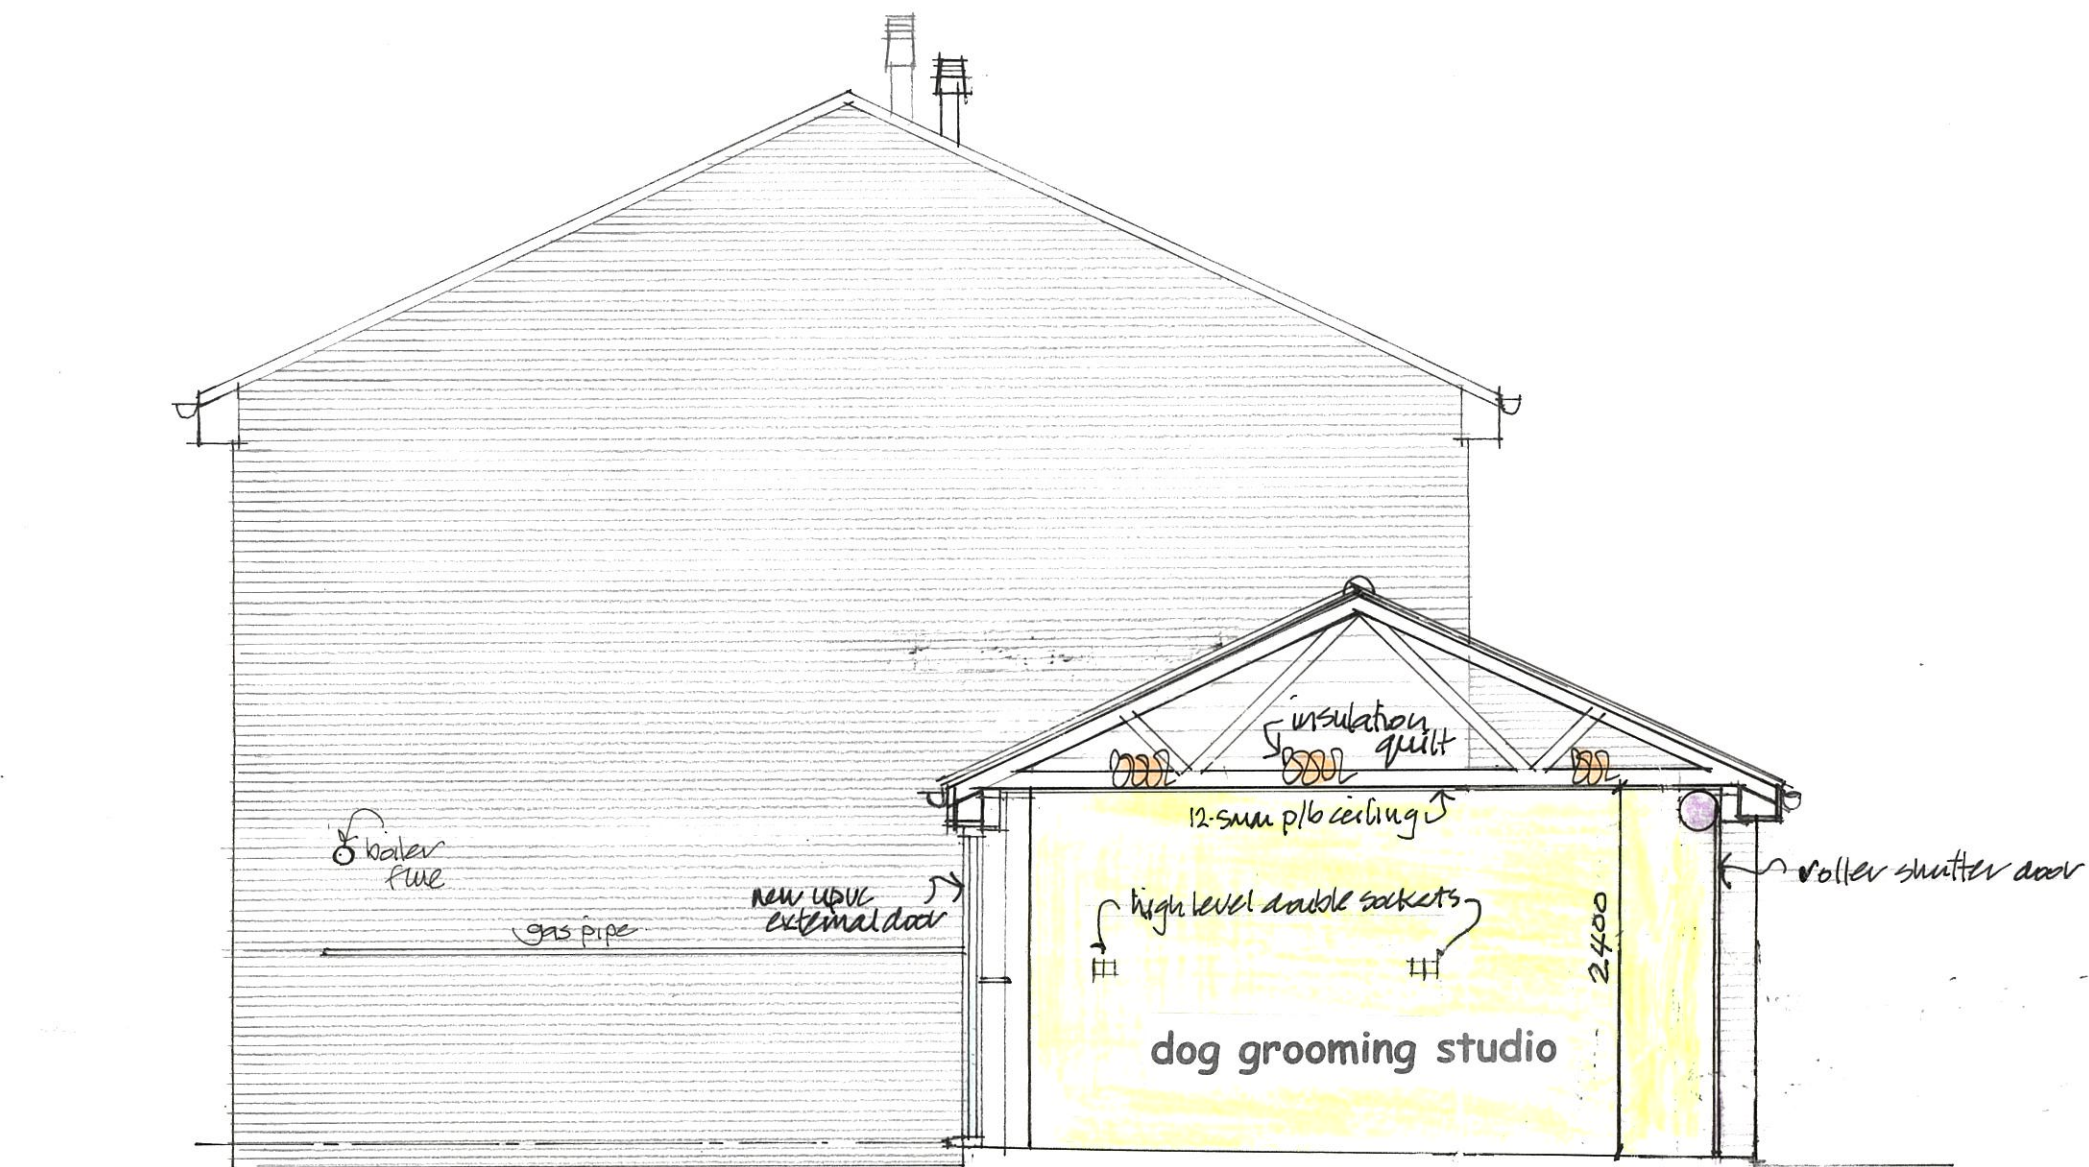 insulation
quilt
12.5mm p/b ceiling
boiler
flue
roller shutter door
new upvc
external door
high level double sockets
gas pipe
2400
dog grooming studio